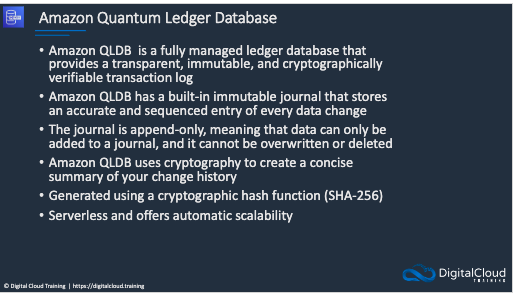 Amazon Quantum Ledger Database
• Amazon QLDB is a fully managed ledger database that
provides a transparent, immutable, and cryptographically
verifiable transaction log
• Amazon QLDB has a built-in immutable journal that stores
an accurate and sequenced entry of every data change
• The journal is append-only, meaning that data can only be
added to a journal, and it cannot be overwritten or deleted
• Amazon QLDB uses cryptography to create a concise
summary of your change history
• Generated using a cryptographic hash function (SHA-256)
• Serverless and offers automatic scalability
DigitalCloud
TRAINING
© Digital Cloud Training | https://digitalcloud.training